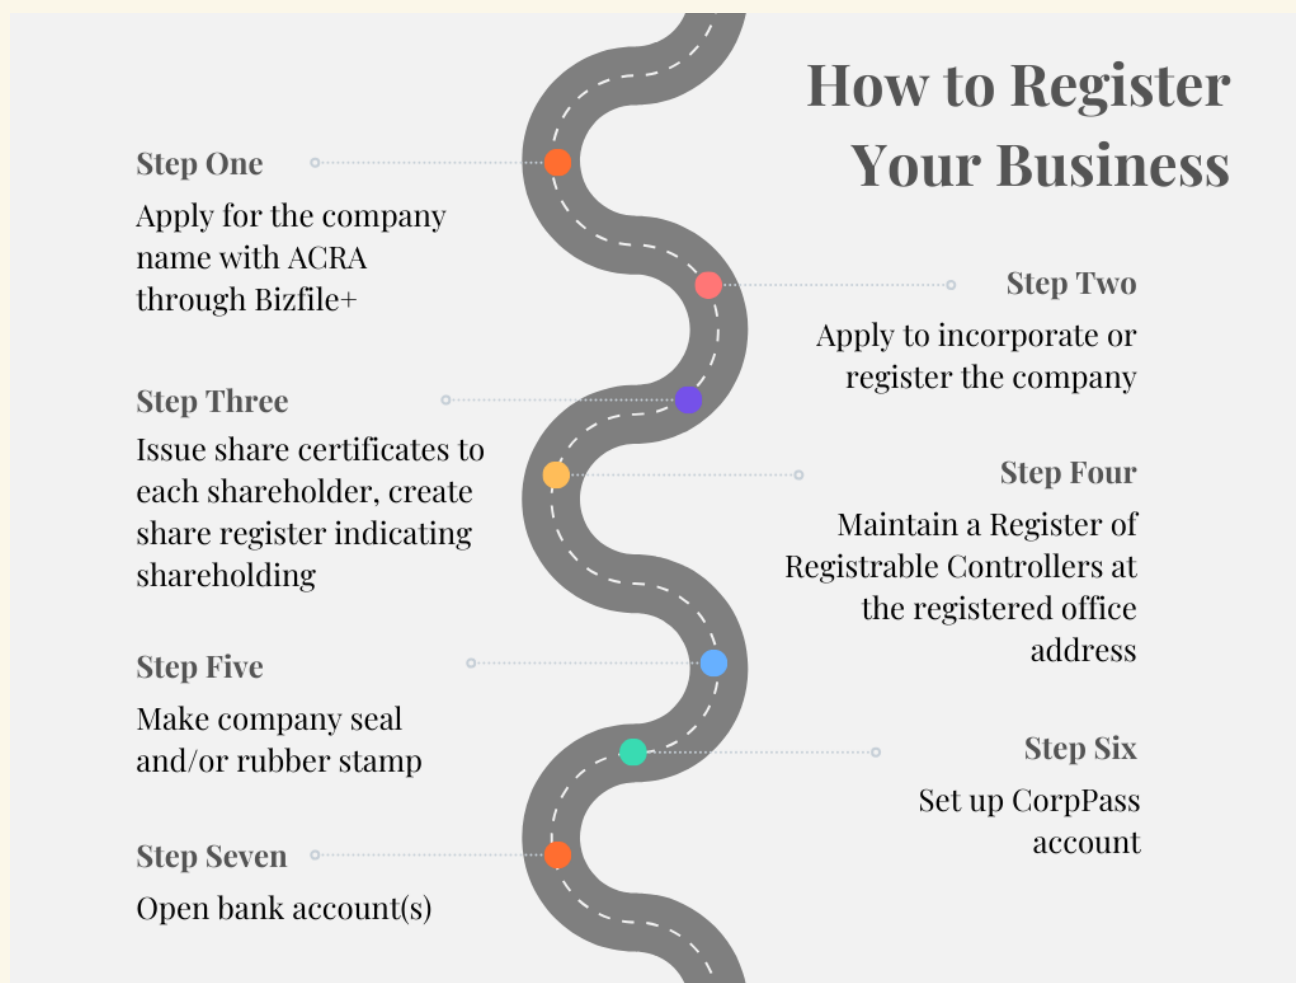 How to Register
Your Business
Step One
Apply for the company
name with ACRA
through Bizfile+
Step Two
Apply to incorporate or
register the company
Step Three
Issue share certificates to
each shareholder, create
share register indicating
shareholding
Step Four
Maintain a Register of
Registrable Controllers at
the registered office
address
Step Five
Make company seal
and/or rubber stamp
Step Six
Set up CorpPass
account
Step Seven
Open bank account(s)